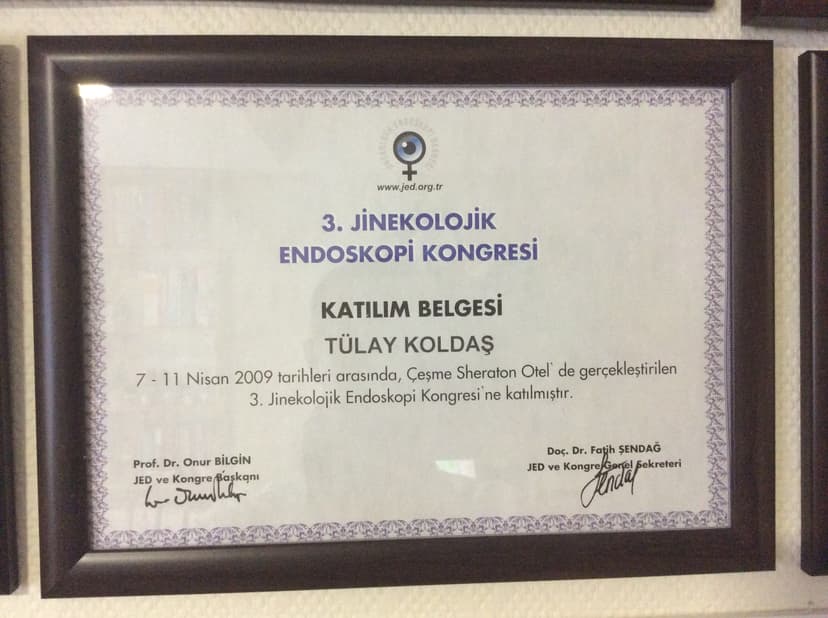 www.jed.org.tr
3. JİNEKOLOJİK
ENDOSKOPİ KONGRESİ
KATILIM BELGESİ
TÜLAY KOLDAŞ
7 - 11 Nisan 2009 tarihleri arasında, Çeşme Sheraton Otel' de gerçekleştirilen
3. Jinekolojik Endoskopi Kongresi'ne katılmıştır.
Prof. Dr. Onur BİLGİN
JED ve Kongre Başkanı
Doç. Dr. Fatih ŞENDAĞ
JED ve Kongre Genel Sekreteri